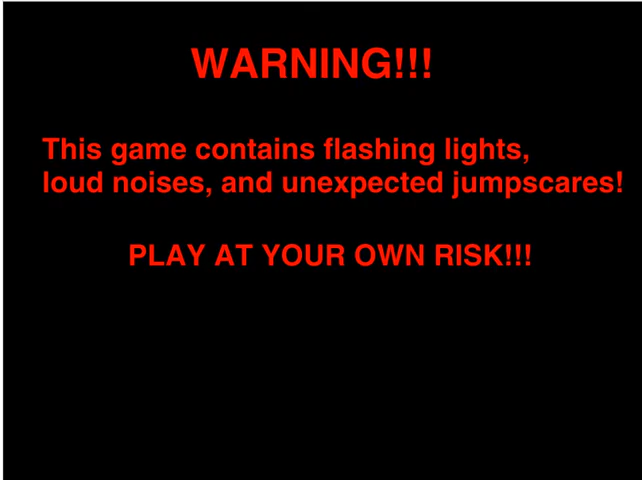 WARNING!!!
This game contains flashing lights,
loud noises, and unexpected jumpscares!
PLAY AT YOUR OWN RISK!!!